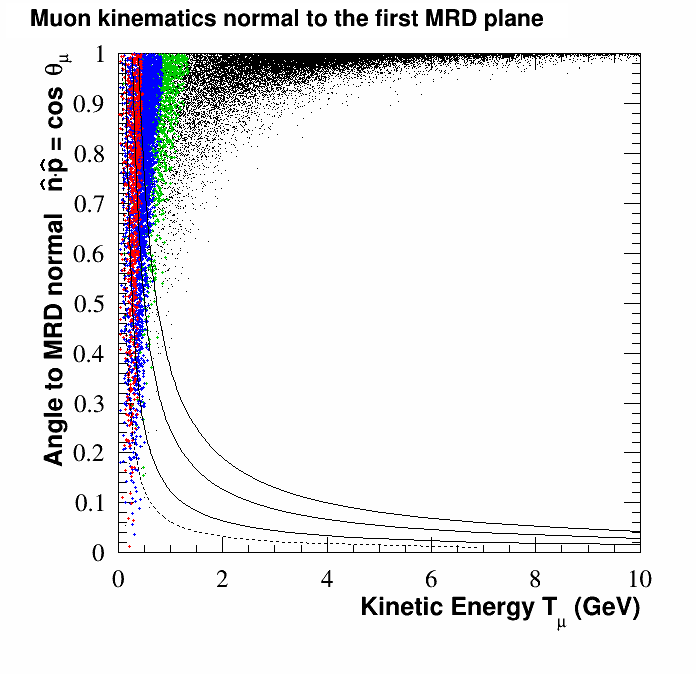 Muon kinematics normal to the first MRD plane
Angle to MRD normal n̂·p̂ = cos θμ
1
0.9
0.8
0.7
0.6
0.5
0.4
0.3
0.2
0.1
0
0 2 4 6 8 10
Kinetic Energy Tμ (GeV)